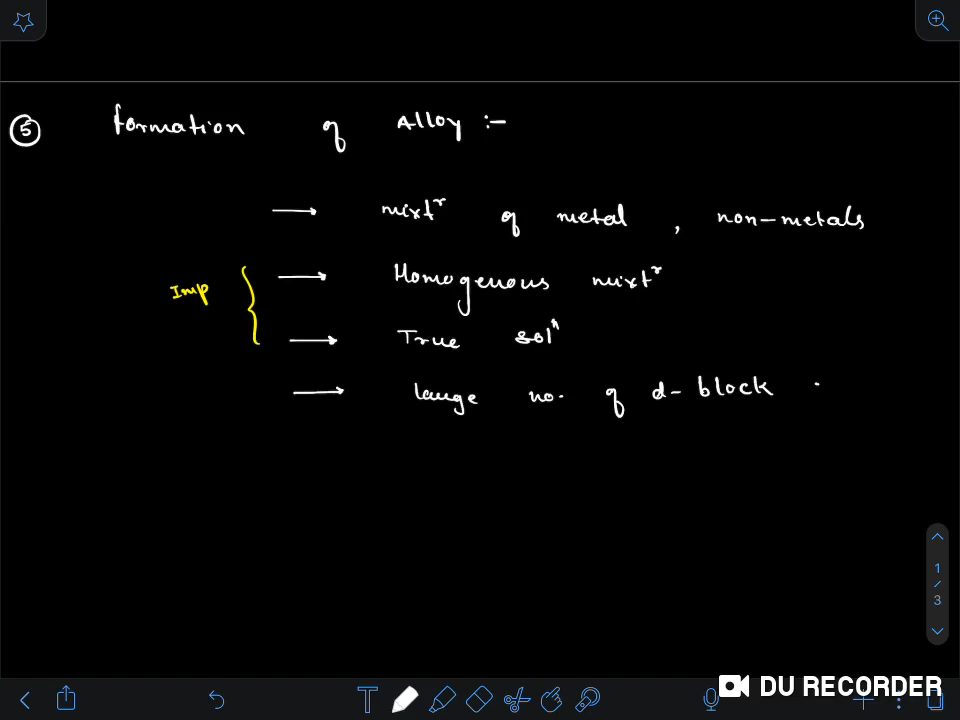 5 Formation of Alloy :-
→ mixtʳ of metal , non-metals
→ Homogenous mixtʳ
Imp
→ True solⁿ
→ large no. of d- block
1
/
3
T
DU RECORDER